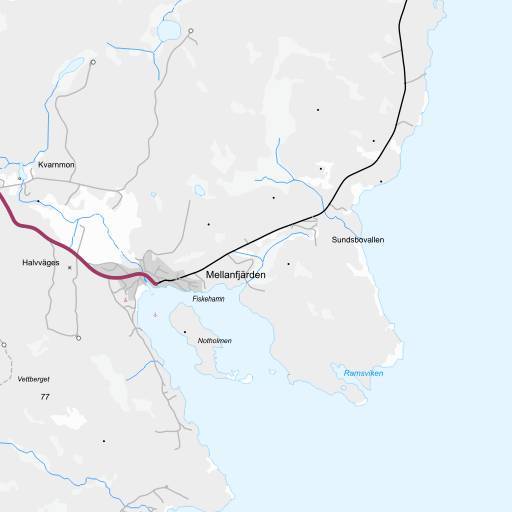 Kvarnmon
Sundsbovallen
Halvväges
Mellanfjärden
Fiskehamn
Notholmen
Ramsviken
Vettberget
77